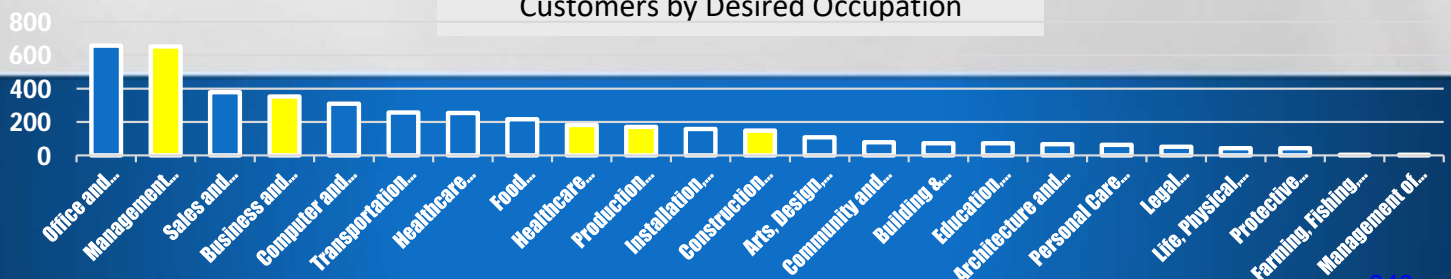 Customers by Desired Occupation
800
600
400
200
0
Office and...
Management...
Sales and...
Business and...
Computer and...
Transportation...
Healthcare...
Food...
Healthcare...
Production...
Installation,...
Construction...
Arts, Design,...
Community and...
Building &...
Education,...
Architecture and...
Personal Care...
Legal...
Life, Physical,...
Protective...
Farming, Fishing,...
Management of...